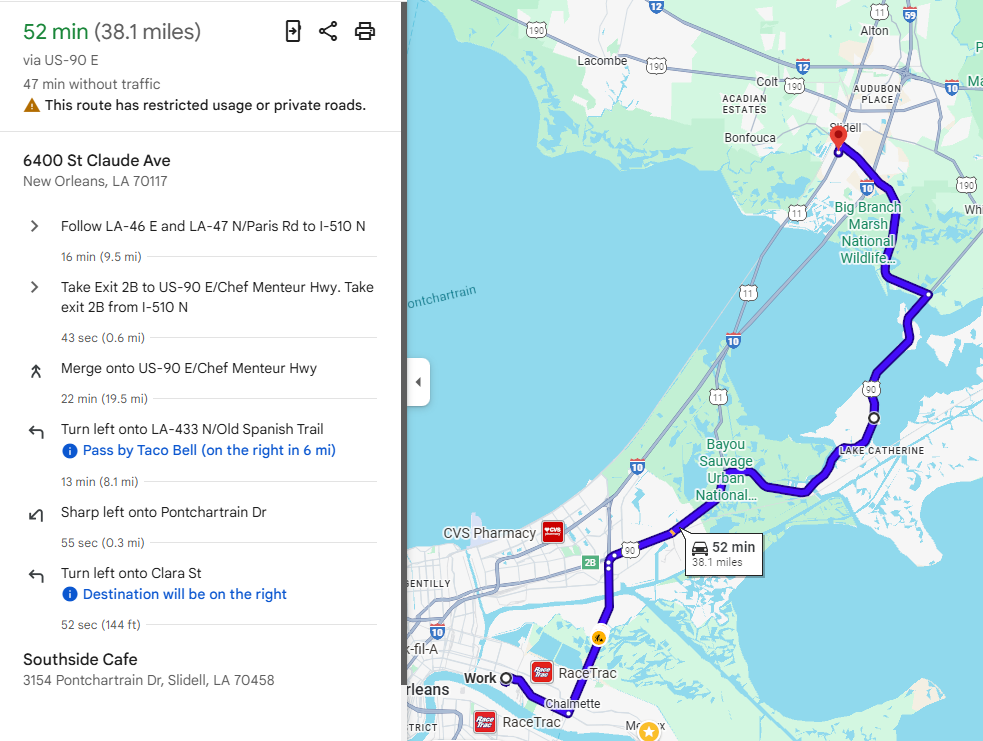 52 min (38.1 miles)
via US-90 E
47 min without traffic
This route has restricted usage or private roads.
6400 St Claude Ave
New Orleans, LA 70117
Follow LA-46 E and LA-47 N/Paris Rd to I-510 N
16 min (9.5 mi)
Take Exit 2B to US-90 E/Chef Menteur Hwy. Take
exit 2B from I-510 N
43 sec (0.6 mi)
Merge onto US-90 E/Chef Menteur Hwy
22 min (19.5 mi)
Turn left onto LA-433 N/Old Spanish Trail
Pass by Taco Bell (on the right in 6 mi)
13 min (8.1 mi)
Sharp left onto Pontchartrain Dr
55 sec (0.3 mi)
Turn left onto Clara St
Destination will be on the right
52 sec (144 ft)
Southside Cafe
3154 Pontchartrain Dr, Slidell, LA 70458
12
11
59
190
Alton
Lacombe
190
12
Colt
190
10
AUDUBON
PLACE
ACADIAN
ESTATES
Bonfouca
Slidell
10
190
11
Big Branch
Marsh
National
Wildlife...
ontchartrain
11
10
90
11
LAKE CATHERINE
Bayou
Sauvage
Urban
National...
10
CVS Pharmacy
CVS
pharmacy
90
2B
52 min
38.1 miles
GENTILLY
10
k-fil-A
Work
Race
Trac
RaceTrac
rleans
Chalmette
TRICT
Race
Trac
RaceTrac